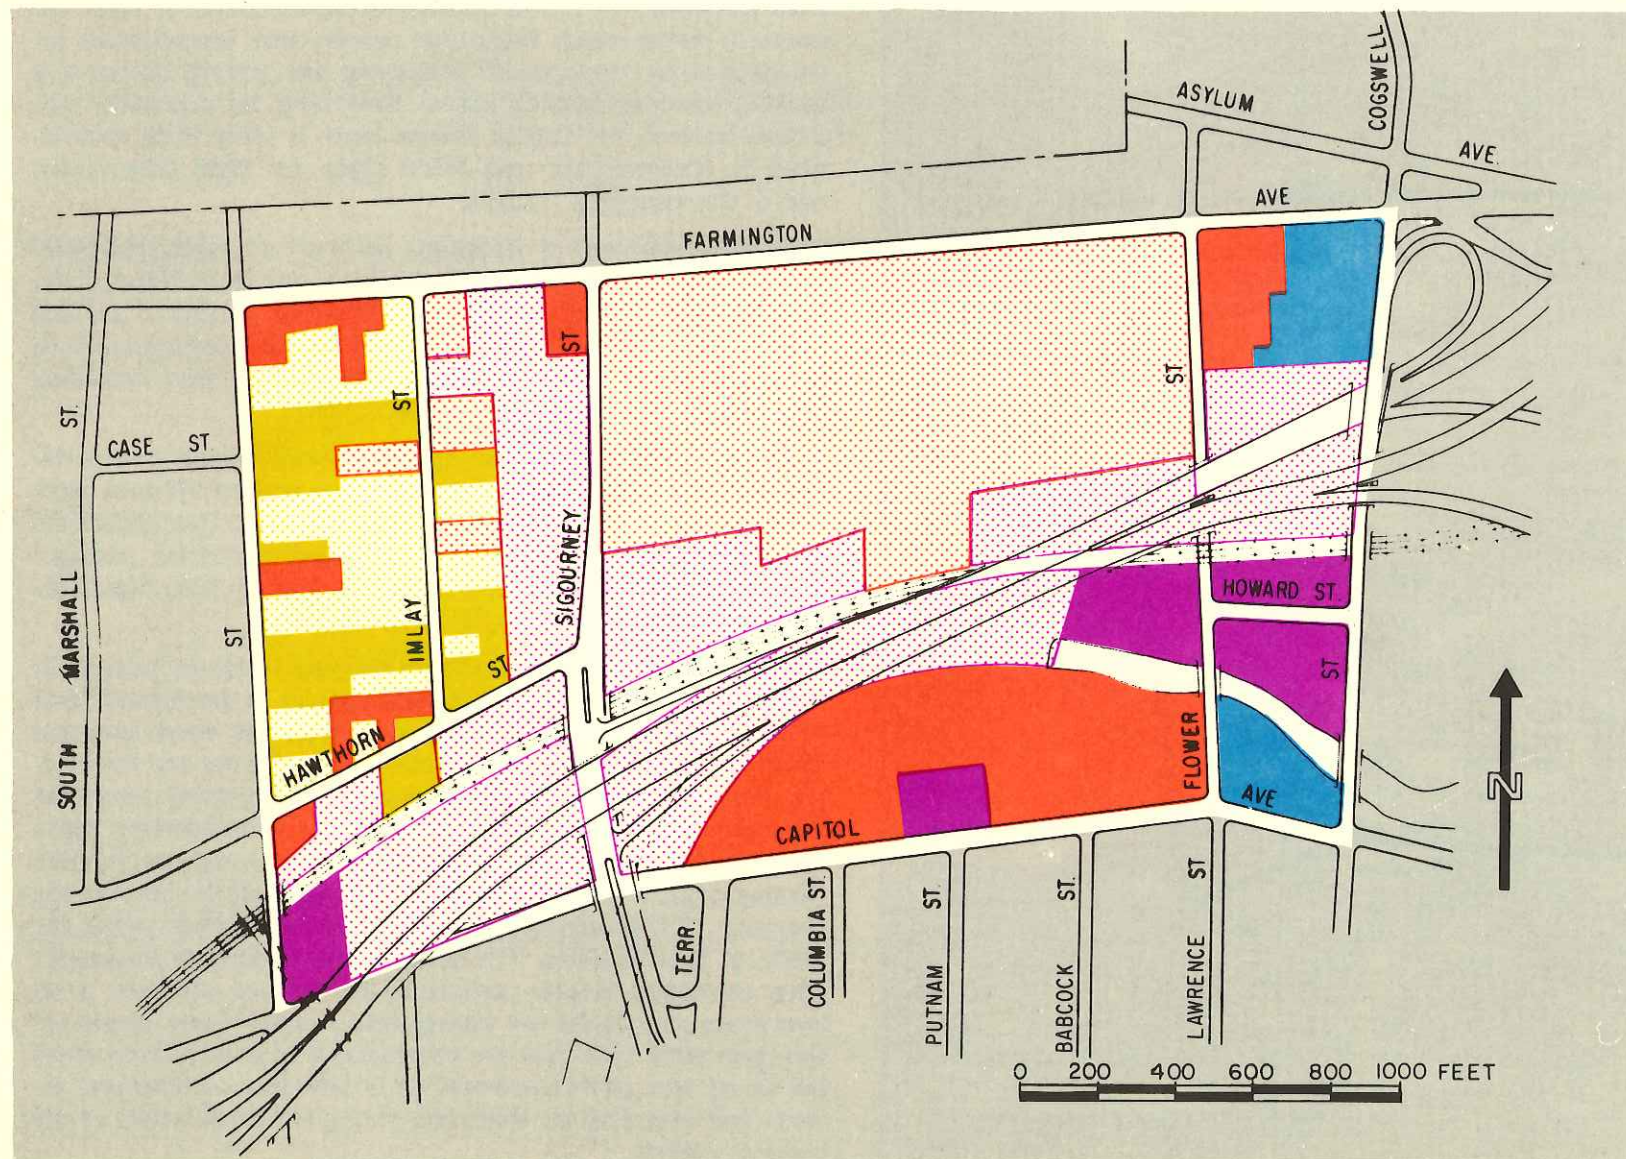 COGSWELL
ASYLUM
AVE.
AVE
FARMINGTON
ST
ST
ST
ST.
CASE ST.
SIGOURNEY
HOWARD ST.
IMLAY
ST
ST
ST
MARSHALL
SOUTH
HAWTHORN
FLOWER
AVE
CAPITOL
N
TERR.
COLUMBIA ST.
PUTNAM ST.
BABCOCK ST.
LAWRENCE ST
0 200 400 600 800 1000 FEET